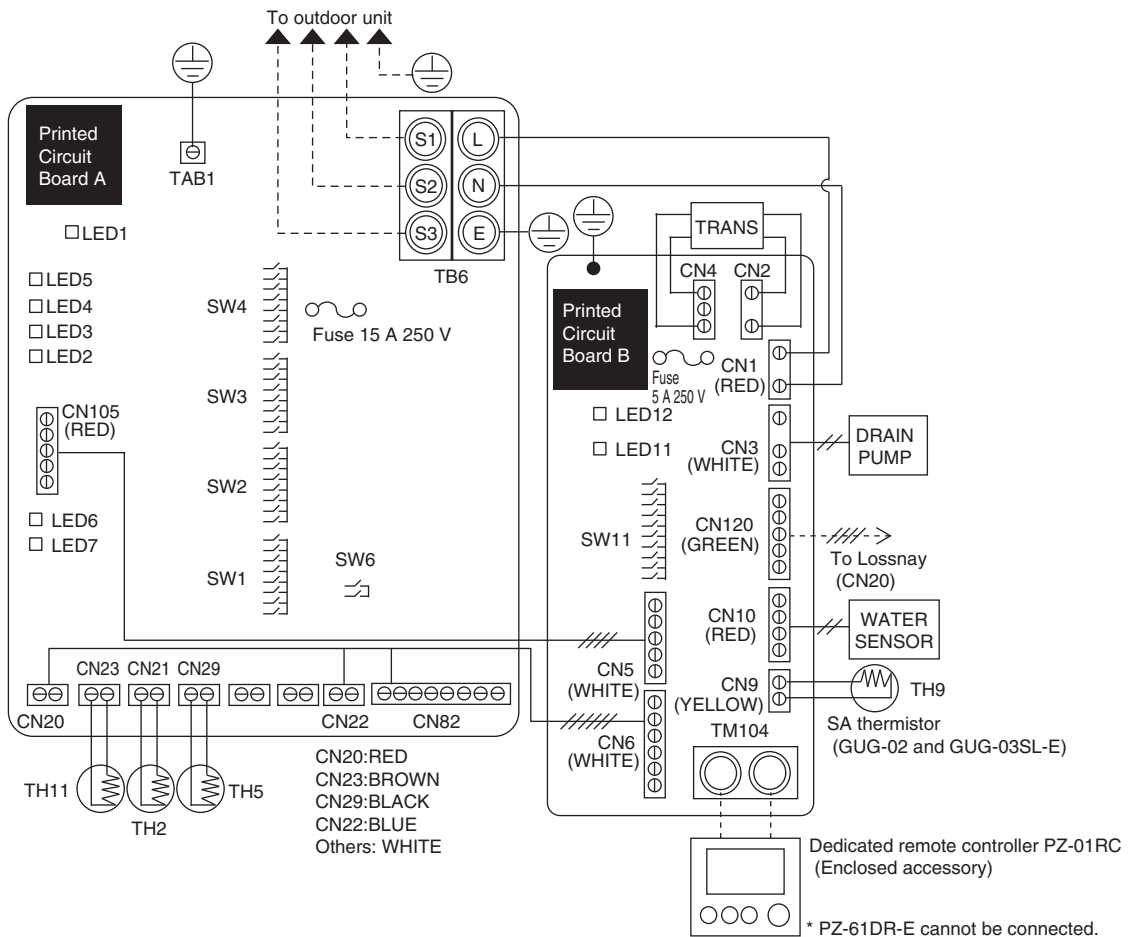 To outdoor unit
Printed
Circuit
Board A
TAB1
S1
L
S2
N
S3
E
TB6
LED1
LED5
LED4
LED3
LED2
SW4
Fuse 15 A 250 V
SW3
CN105
(RED)
SW2
LED6
LED7
SW1
SW6
CN23
CN21
CN29
CN20
CN22
CN82
TH11
TH2
TH5
CN20:RED
CN23:BROWN
CN29:BLACK
CN22:BLUE
Others: WHITE
TRANS
CN4
CN2
Printed
Circuit
Board B
Fuse
5 A 250 V
CN1
(RED)
LED12
LED11
CN3
(WHITE)
DRAIN
PUMP
SW11
CN120
(GREEN)
To Lossnay
(CN20)
CN10
(RED)
WATER
SENSOR
CN5
(WHITE)
CN9
(YELLOW)
TH9
SA thermistor
(GUG-02 and GUG-03SL-E)
CN6
(WHITE)
TM104
Dedicated remote controller PZ-01RC
(Enclosed accessory)
* PZ-61DR-E cannot be connected.